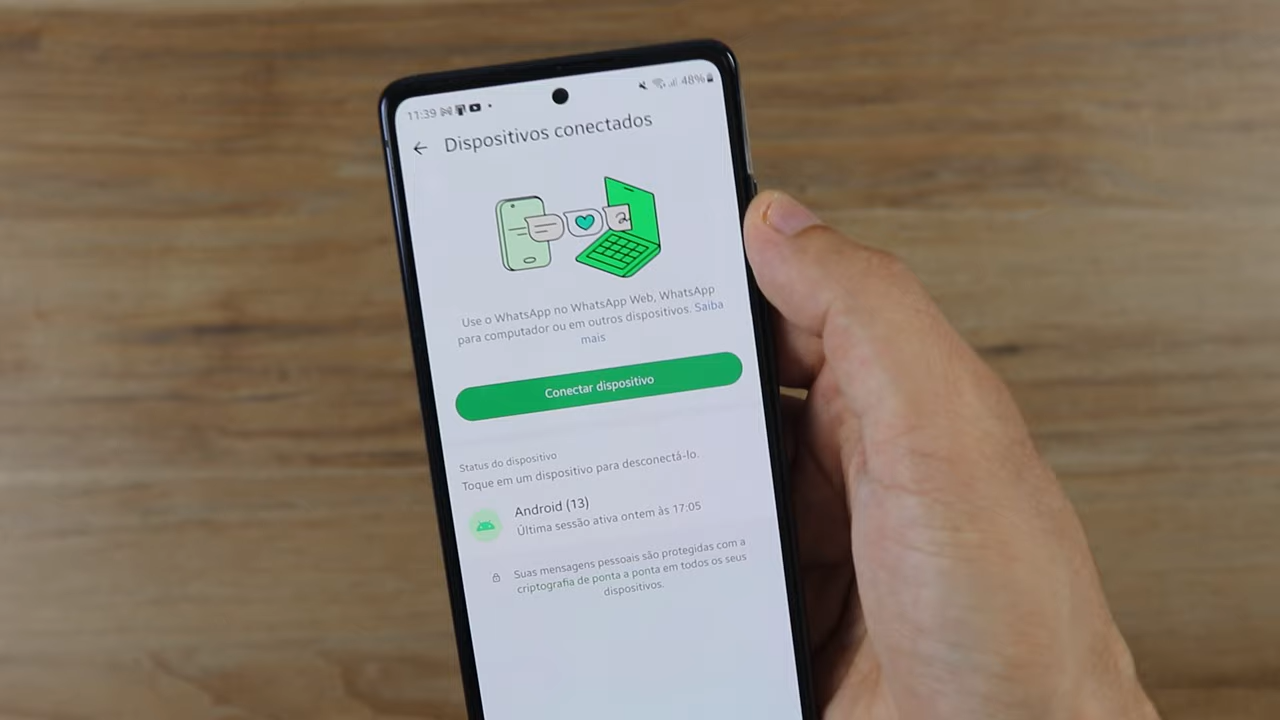 11:39
48%
Dispositivos conectados
Use o WhatsApp no WhatsApp Web, WhatsApp
para computador ou em outros dispositivos. Saiba
mais
Conectar dispositivo
Status do dispositivo
Toque em um dispositivo para desconectá-lo.
Android (13)
Última sessão ativa ontem às 17:05
Suas mensagens pessoais são protegidas com a
criptografia de ponta a ponta em todos os seus
dispositivos.